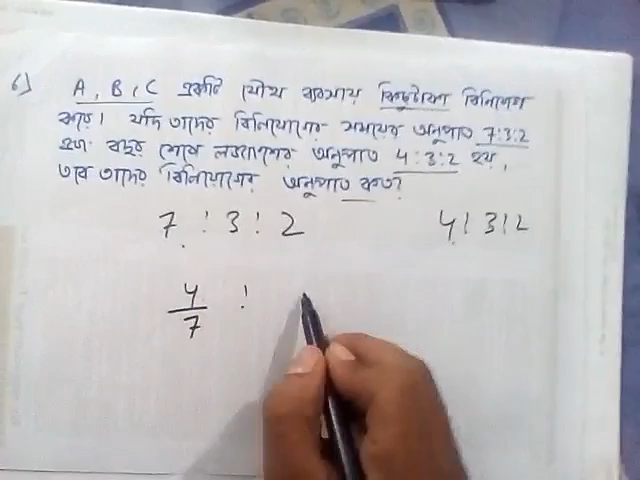 6) A, B, C একটি যৌথ ব্যবসায় কিছুটাকা বিনিয়োগ
করে। যদি তাদের বিনিয়োগের সময়ের অনুপাত 7:3:2
এবং বছর শেষে লভ্যাংশের অনুপাত 4:3:2 হয়,
তবে তাদের বিনিয়োগের অনুপাত কত?
7 : 3 : 2 4 : 3 : 2
4/7 :